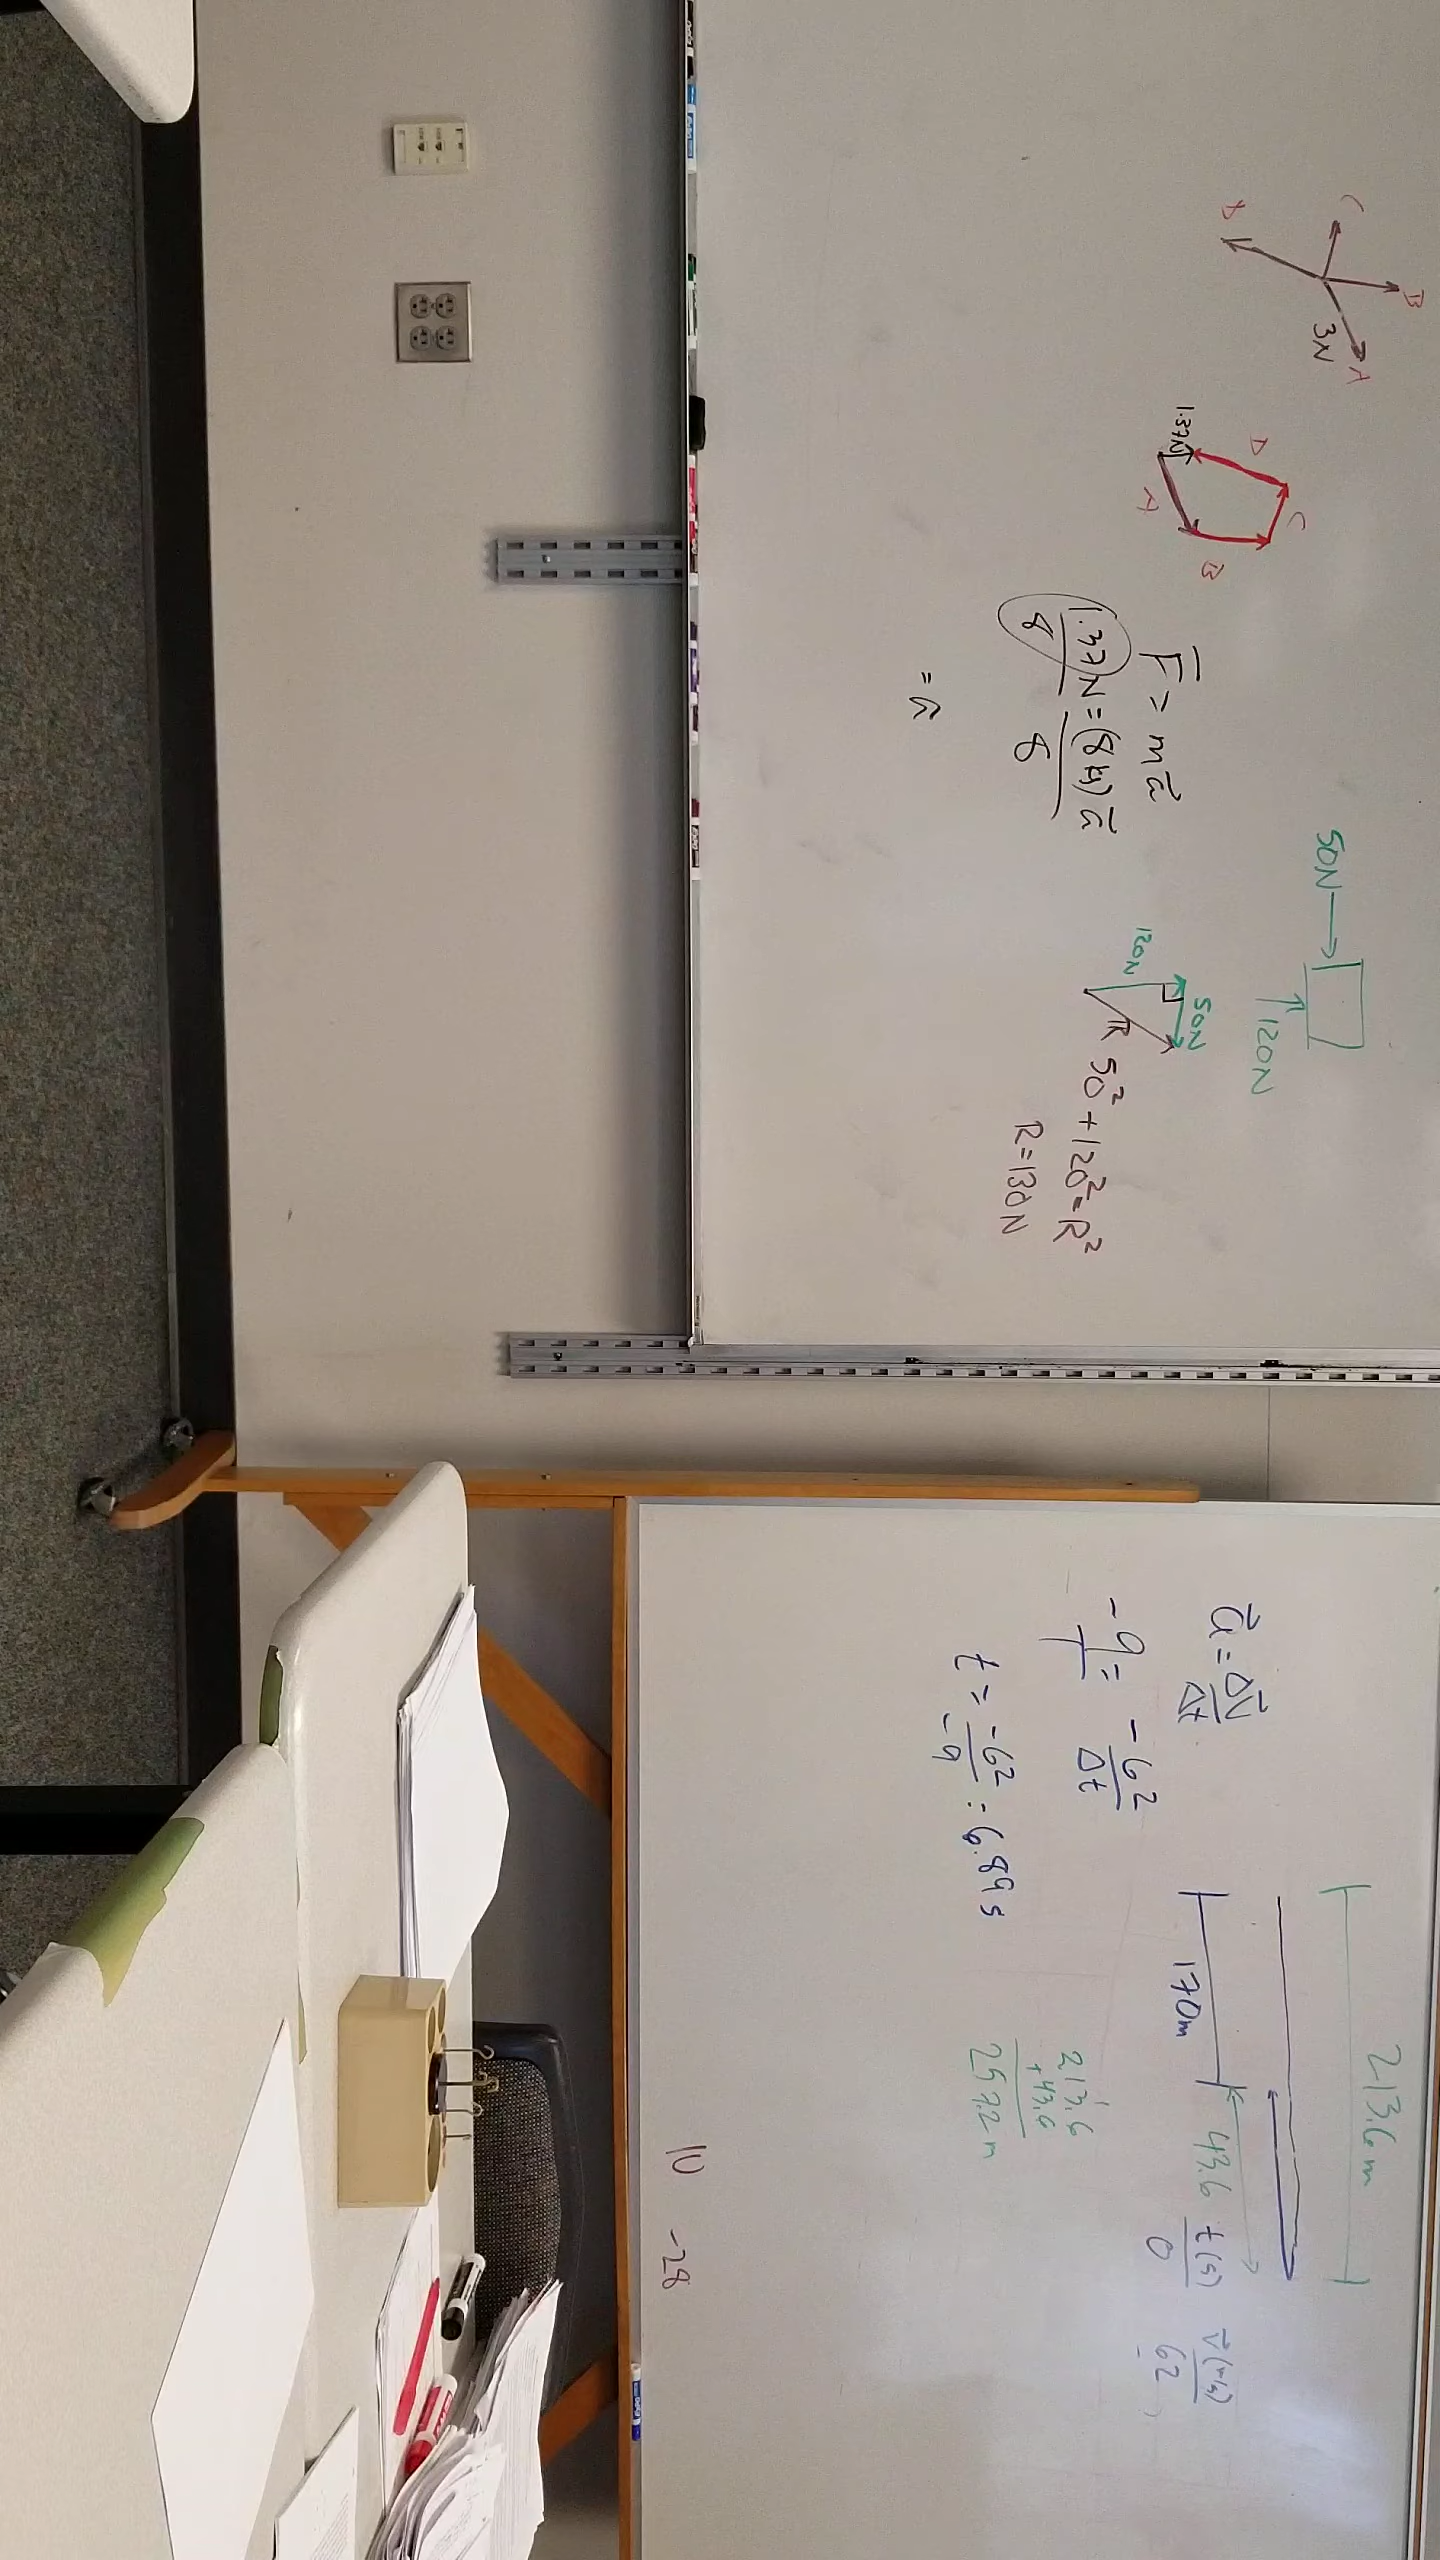 C
B
D
A
3N
D
C
1.37N
A
B
F = ma
1.37N = (8kg)a
8 8
= a
50N
120N
120N
50N
R
50² + 120² = R²
R = 130N
a = Δv
Δt
-9 = -62
1 Δt
t = -62 = 6.89 s
-9
213.6 m
170m
43.6
t(s) v(m/s)
0 62
1
213.6
+43.6
257.2 m
10 -28